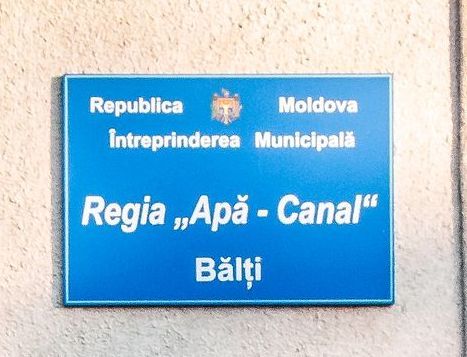 Republica Moldova
Întreprinderea Municipală
Regia „Apă - Canal“
Bălți